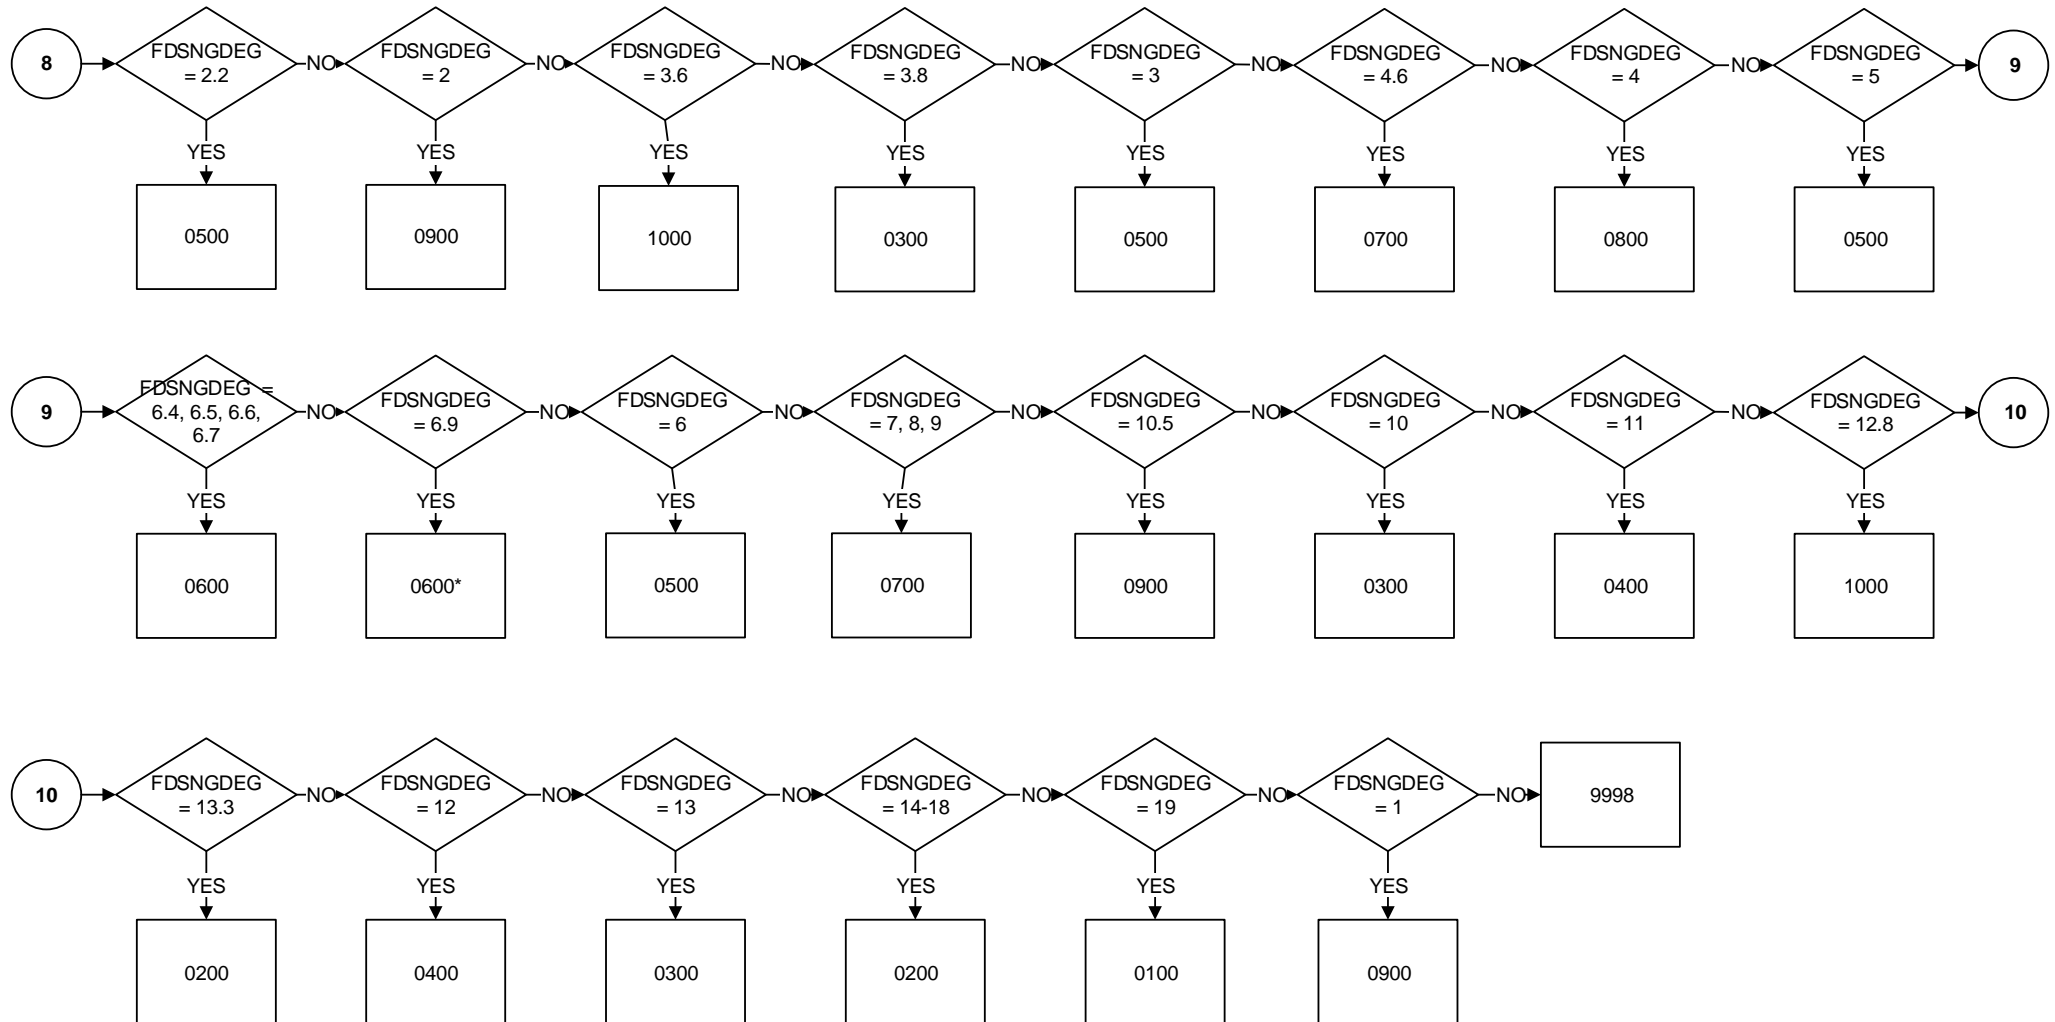 8
FDSNGDEG
= 2.2
NO
FDSNGDEG
= 2
NO
FDSNGDEG
= 3.6
NO
FDSNGDEG
= 3.8
NO
FDSNGDEG
= 3
NO
FDSNGDEG
= 4.6
NO
FDSNGDEG
= 4
NO
FDSNGDEG
= 5
9
YES
YES
YES
YES
YES
YES
YES
YES
0500
0900
1000
0300
0500
0700
0800
0500
9
FDSNGDEG =
6.4, 6.5, 6.6,
6.7
NO
FDSNGDEG
= 6.9
NO
FDSNGDEG
= 6
NO
FDSNGDEG
= 7, 8, 9
NO
FDSNGDEG
= 10.5
NO
FDSNGDEG
= 10
NO
FDSNGDEG
= 11
NO
FDSNGDEG
= 12.8
10
YES
YES
YES
YES
YES
YES
YES
YES
0600
0600*
0500
0700
0900
0300
0400
1000
10
FDSNGDEG
= 13.3
NO
FDSNGDEG
= 12
NO
FDSNGDEG
= 13
NO
FDSNGDEG
= 14-18
NO
FDSNGDEG
= 19
NO
FDSNGDEG
= 1
NO
9998
YES
YES
YES
YES
YES
YES
0200
0400
0300
0200
0100
0900